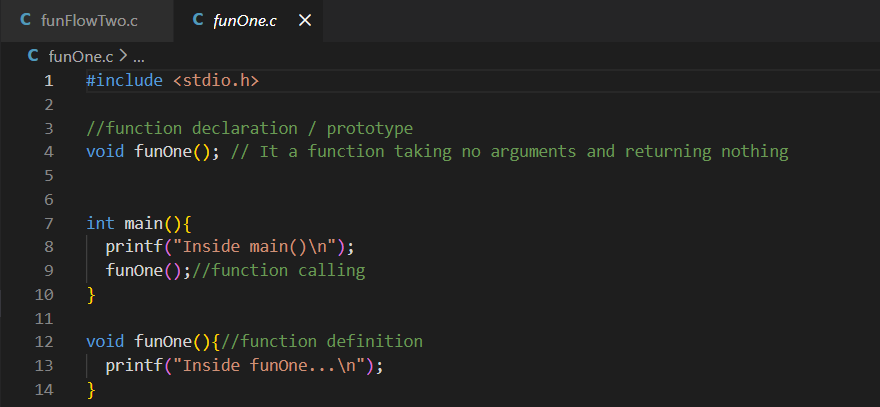 C funFlowTwo.c C funOne.c ×
C funOne.c > ...
1 #include <stdio.h>
2
3 //function declaration / prototype
4 void funOne(); // It a function taking no arguments and returning nothing
5
6
7 int main(){
8 printf("Inside main()\n");
9 funOne();//function calling
10 }
11
12 void funOne(){//function definition
13 printf("Inside funOne...\n");
14 }